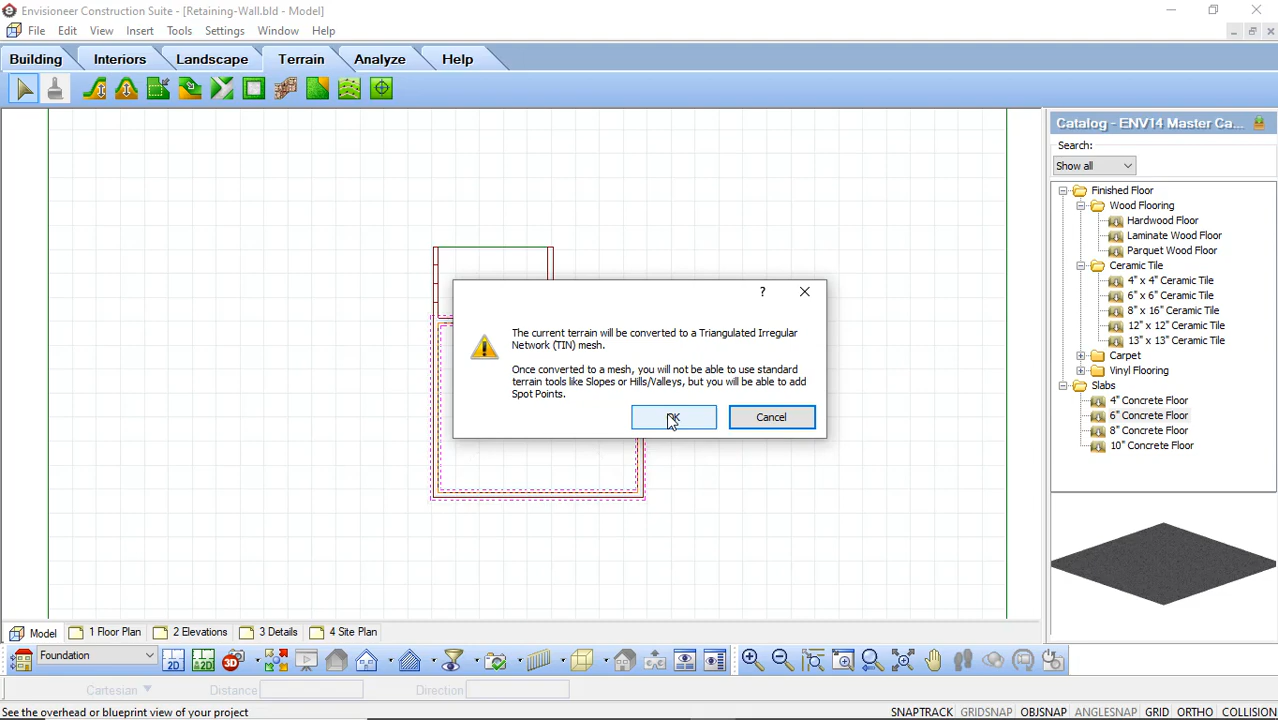 Envisioneer Construction Suite - [Retaining-Wall.bld - Model]
File Edit View Insert Tools Settings Window Help
Building Interiors Landscape Terrain Analyze Help
Catalog - ENV14 Master Ca...
Search:
Show all
Finished Floor
Wood Flooring
Hardwood Floor
Laminate Wood Floor
Parquet Wood Floor
Ceramic Tile
4" x 4" Ceramic Tile
6" x 6" Ceramic Tile
8" x 16" Ceramic Tile
12" x 12" Ceramic Tile
13" x 13" Ceramic Tile
Carpet
Vinyl Flooring
Slabs
4" Concrete Floor
6" Concrete Floor
8" Concrete Floor
10" Concrete Floor
?
The current terrain will be converted to a Triangulated Irregular
Network (TIN) mesh.
Once converted to a mesh, you will not be able to use standard
terrain tools like Slopes or Hills/Valleys, but you will be able to add
Spot Points.
OK Cancel
Model 1 Floor Plan 2 Elevations 3 Details 4 Site Plan
Foundation 2D 2D 3D
Cartesian Distance Direction
See the overhead or blueprint view of your project SNAPTRACK GRIDSNAP OBJSNAP ANGLESNAP GRID ORTHO COLLISION